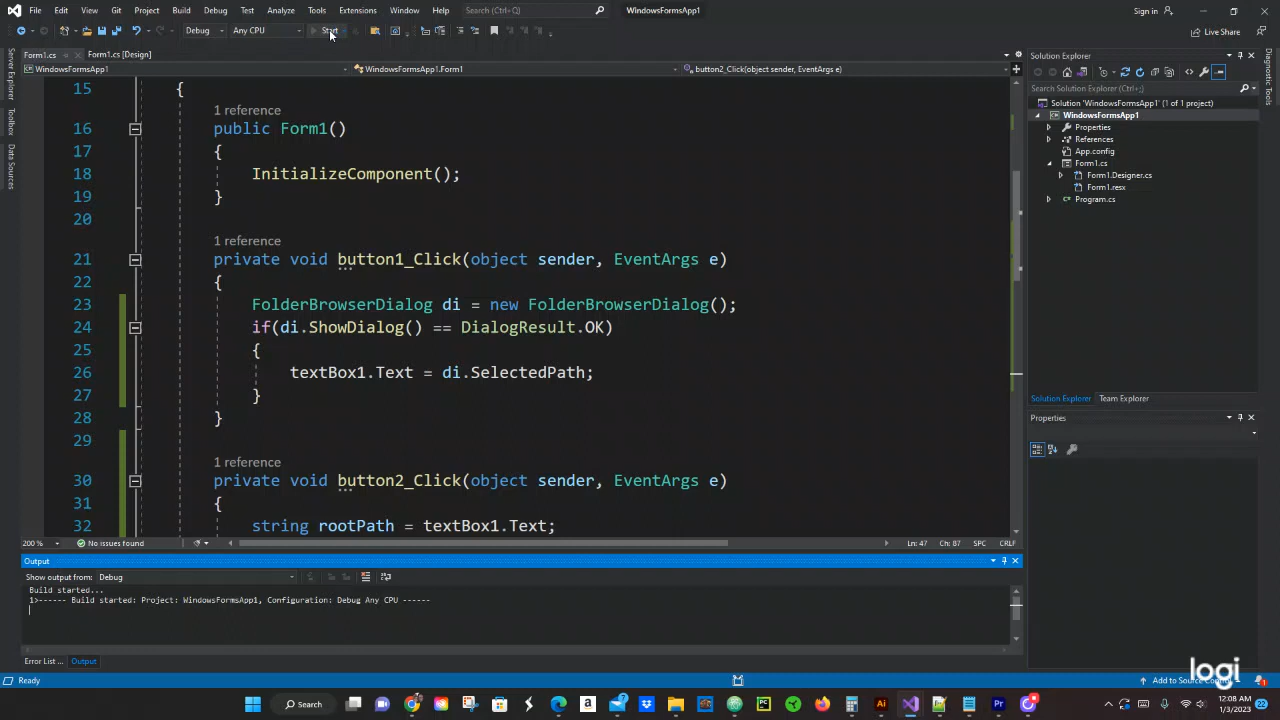 File Edit View Git Project Build Debug Test Analyze Tools Extensions Window Help Search (Ctrl+;) WindowsFormsApp1 Sign in
Debug Any CPU Start Live Share
Form1.cs Form1.cs [Design]
WindowsFormsApp1 WindowsFormsApp1.Form1 button2_Click(object sender, EventArgs e)
Server Explorer
Toolbox
Data Sources
15 {
1 reference
16 public Form1()
17 {
18 InitializeComponent();
19 }
20
1 reference
21 private void button1_Click(object sender, EventArgs e)
22 {
23 FolderBrowserDialog di = new FolderBrowserDialog();
24 if(di.ShowDialog() == DialogResult.OK)
25 {
26 textBox1.Text = di.SelectedPath;
27 }
28 }
29
1 reference
30 private void button2_Click(object sender, EventArgs e)
31 {
32 string rootPath = textBox1.Text;
200 % No issues found Ln: 47 Ch: 87 SPC CRLF
Output
Show output from: Debug
Build started...
1>------ Build started: Project: WindowsFormsApp1, Configuration: Debug Any CPU ------
Error List ... Output
Solution Explorer
Search Solution Explorer (Ctrl+;)
Solution 'WindowsFormsApp1' (1 of 1 project)
WindowsFormsApp1
Properties
References
App.config
Form1.cs
Form1.Designer.cs
Form1.resx
Program.cs
Solution Explorer Team Explorer
Properties
Diagnostic Tools
Ready Add to Source
logi
Search
12:08 AM
1/3/2023